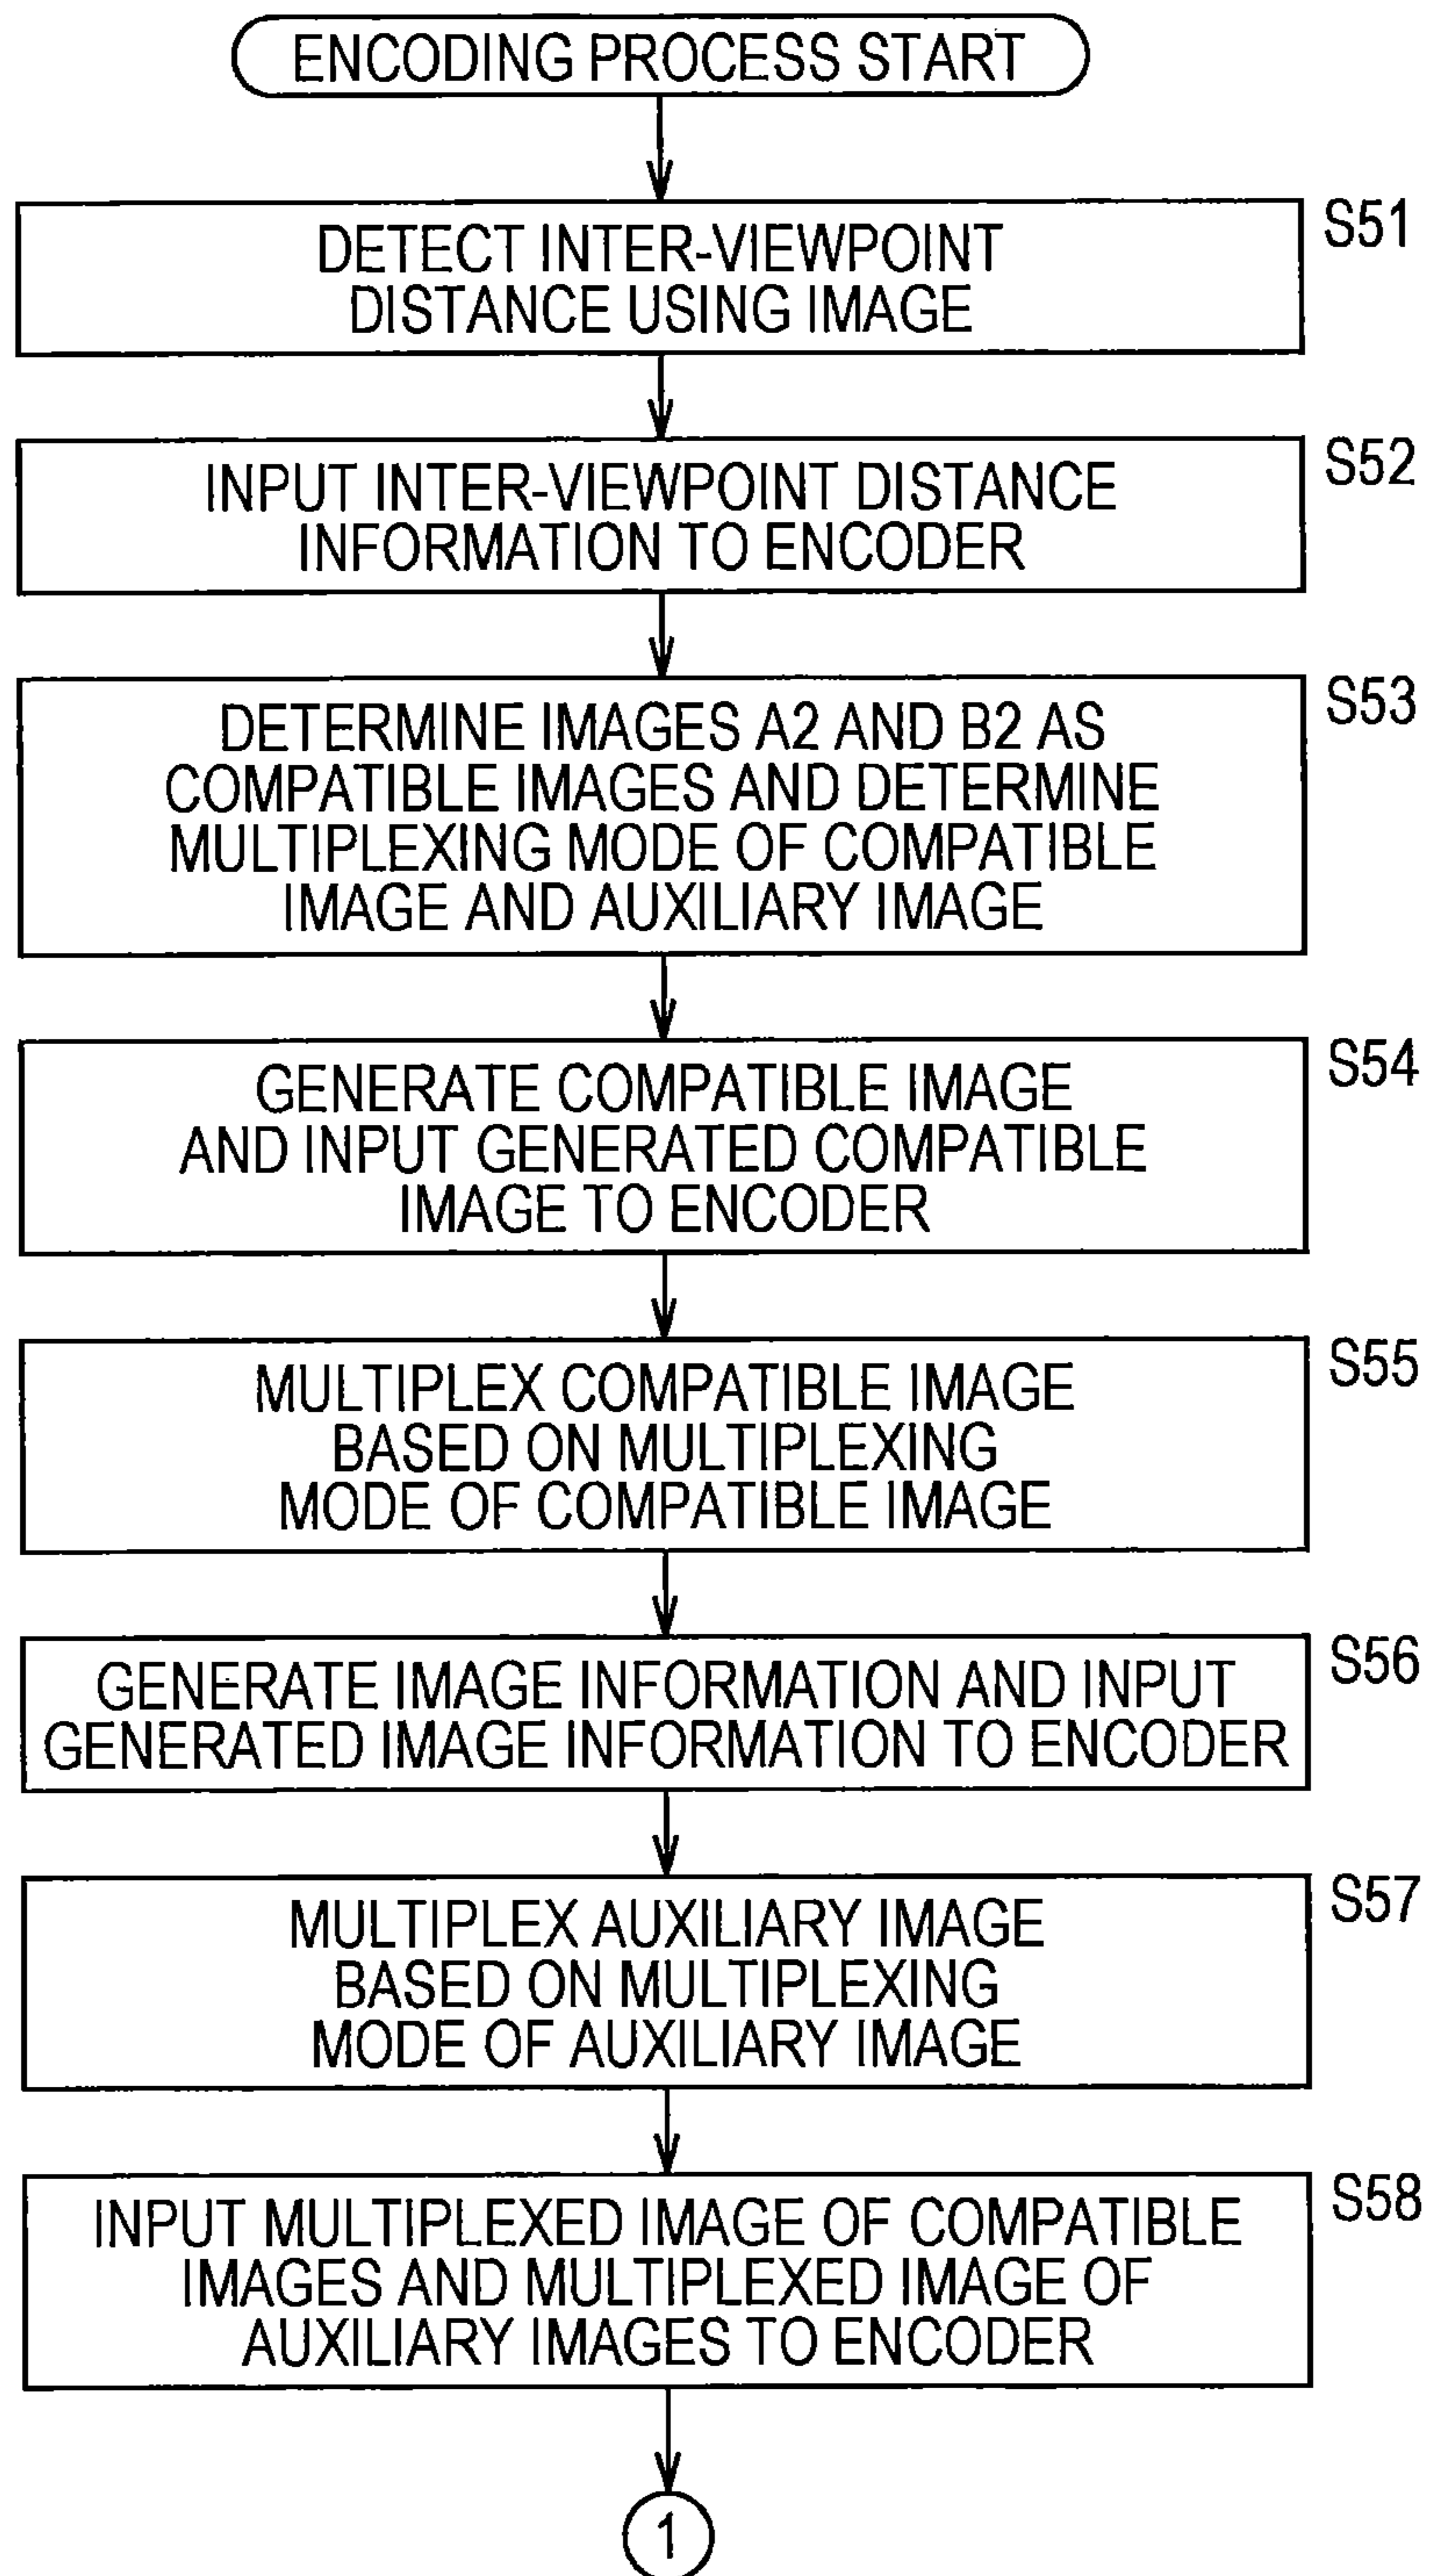 ENCODING PROCESS START
S51
DETECT INTER-VIEWPOINT
DISTANCE USING IMAGE
S52
INPUT INTER-VIEWPOINT DISTANCE
INFORMATION TO ENCODER
S53
DETERMINE IMAGES A2 AND B2 AS
COMPATIBLE IMAGES AND DETERMINE
MULTIPLEXING MODE OF COMPATIBLE
IMAGE AND AUXILIARY IMAGE
S54
GENERATE COMPATIBLE IMAGE
AND INPUT GENERATED COMPATIBLE
IMAGE TO ENCODER
S55
MULTIPLEX COMPATIBLE IMAGE
BASED ON MULTIPLEXING
MODE OF COMPATIBLE IMAGE
S56
GENERATE IMAGE INFORMATION AND INPUT
GENERATED IMAGE INFORMATION TO ENCODER
S57
MULTIPLEX AUXILIARY IMAGE
BASED ON MULTIPLEXING
MODE OF AUXILIARY IMAGE
S58
INPUT MULTIPLEXED IMAGE OF COMPATIBLE
IMAGES AND MULTIPLEXED IMAGE OF
AUXILIARY IMAGES TO ENCODER
1